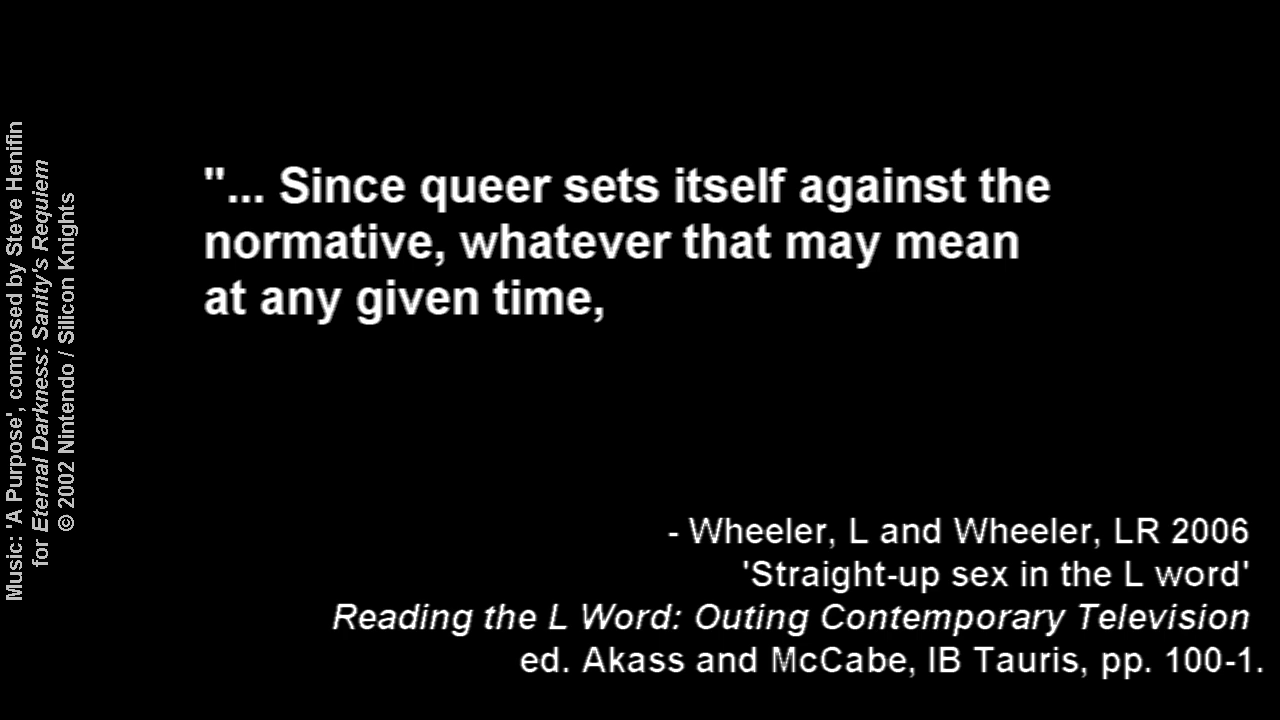 Music: 'A Purpose', composed by Steve Henifin
for Eternal Darkness: Sanity's Requiem
© 2002 Nintendo / Silicon Knights
"... Since queer sets itself against the
normative, whatever that may mean
at any given time,
- Wheeler, L and Wheeler, LR 2006
'Straight-up sex in the L word'
Reading the L Word: Outing Contemporary Television
ed. Akass and McCabe, IB Tauris, pp. 100-1.